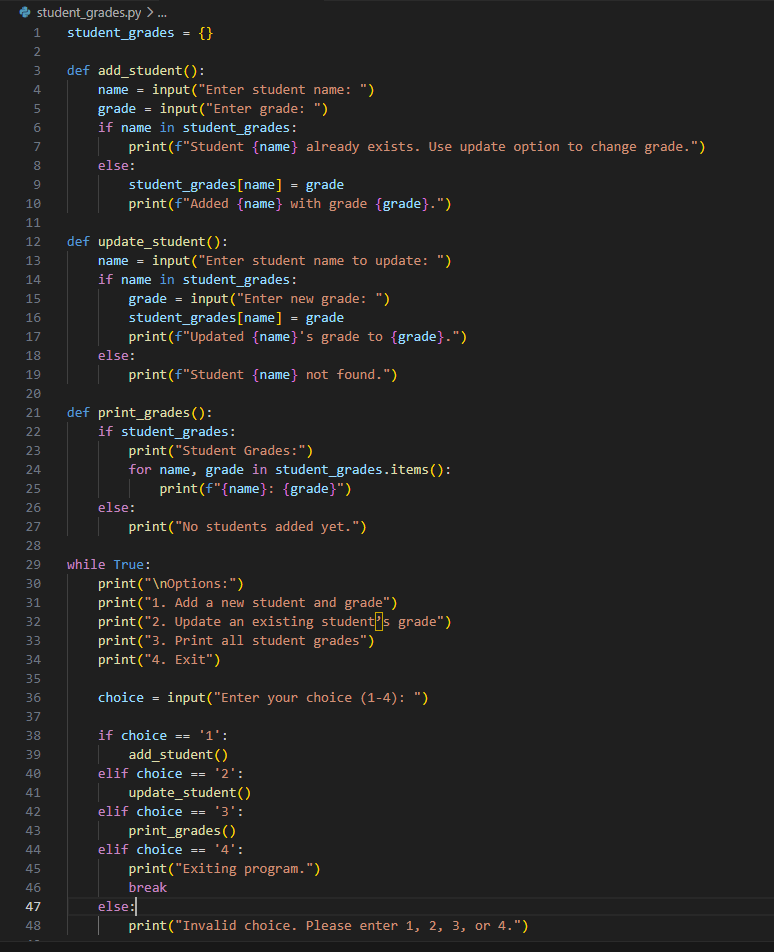 student_grades.py > ...
1 student_grades = {}
2
3 def add_student():
4     name = input("Enter student name: ")
5     grade = input("Enter grade: ")
6     if name in student_grades:
7         print(f"Student {name} already exists. Use update option to change grade.")
8     else:
9         student_grades[name] = grade
10         print(f"Added {name} with grade {grade}.")
11
12 def update_student():
13     name = input("Enter student name to update: ")
14     if name in student_grades:
15         grade = input("Enter new grade: ")
16         student_grades[name] = grade
17         print(f"Updated {name}'s grade to {grade}.")
18     else:
19         print(f"Student {name} not found.")
20
21 def print_grades():
22     if student_grades:
23         print("Student Grades:")
24         for name, grade in student_grades.items():
25             print(f"{name}: {grade}")
26     else:
27         print("No students added yet.")
28
29 while True:
30     print("\nOptions:")
31     print("1. Add a new student and grade")
32     print("2. Update an existing student’s grade")
33     print("3. Print all student grades")
34     print("4. Exit")
35
36     choice = input("Enter your choice (1-4): ")
37
38     if choice == '1':
39         add_student()
40     elif choice == '2':
41         update_student()
42     elif choice == '3':
43         print_grades()
44     elif choice == '4':
45         print("Exiting program.")
46         break
47     else:
48         print("Invalid choice. Please enter 1, 2, 3, or 4.")